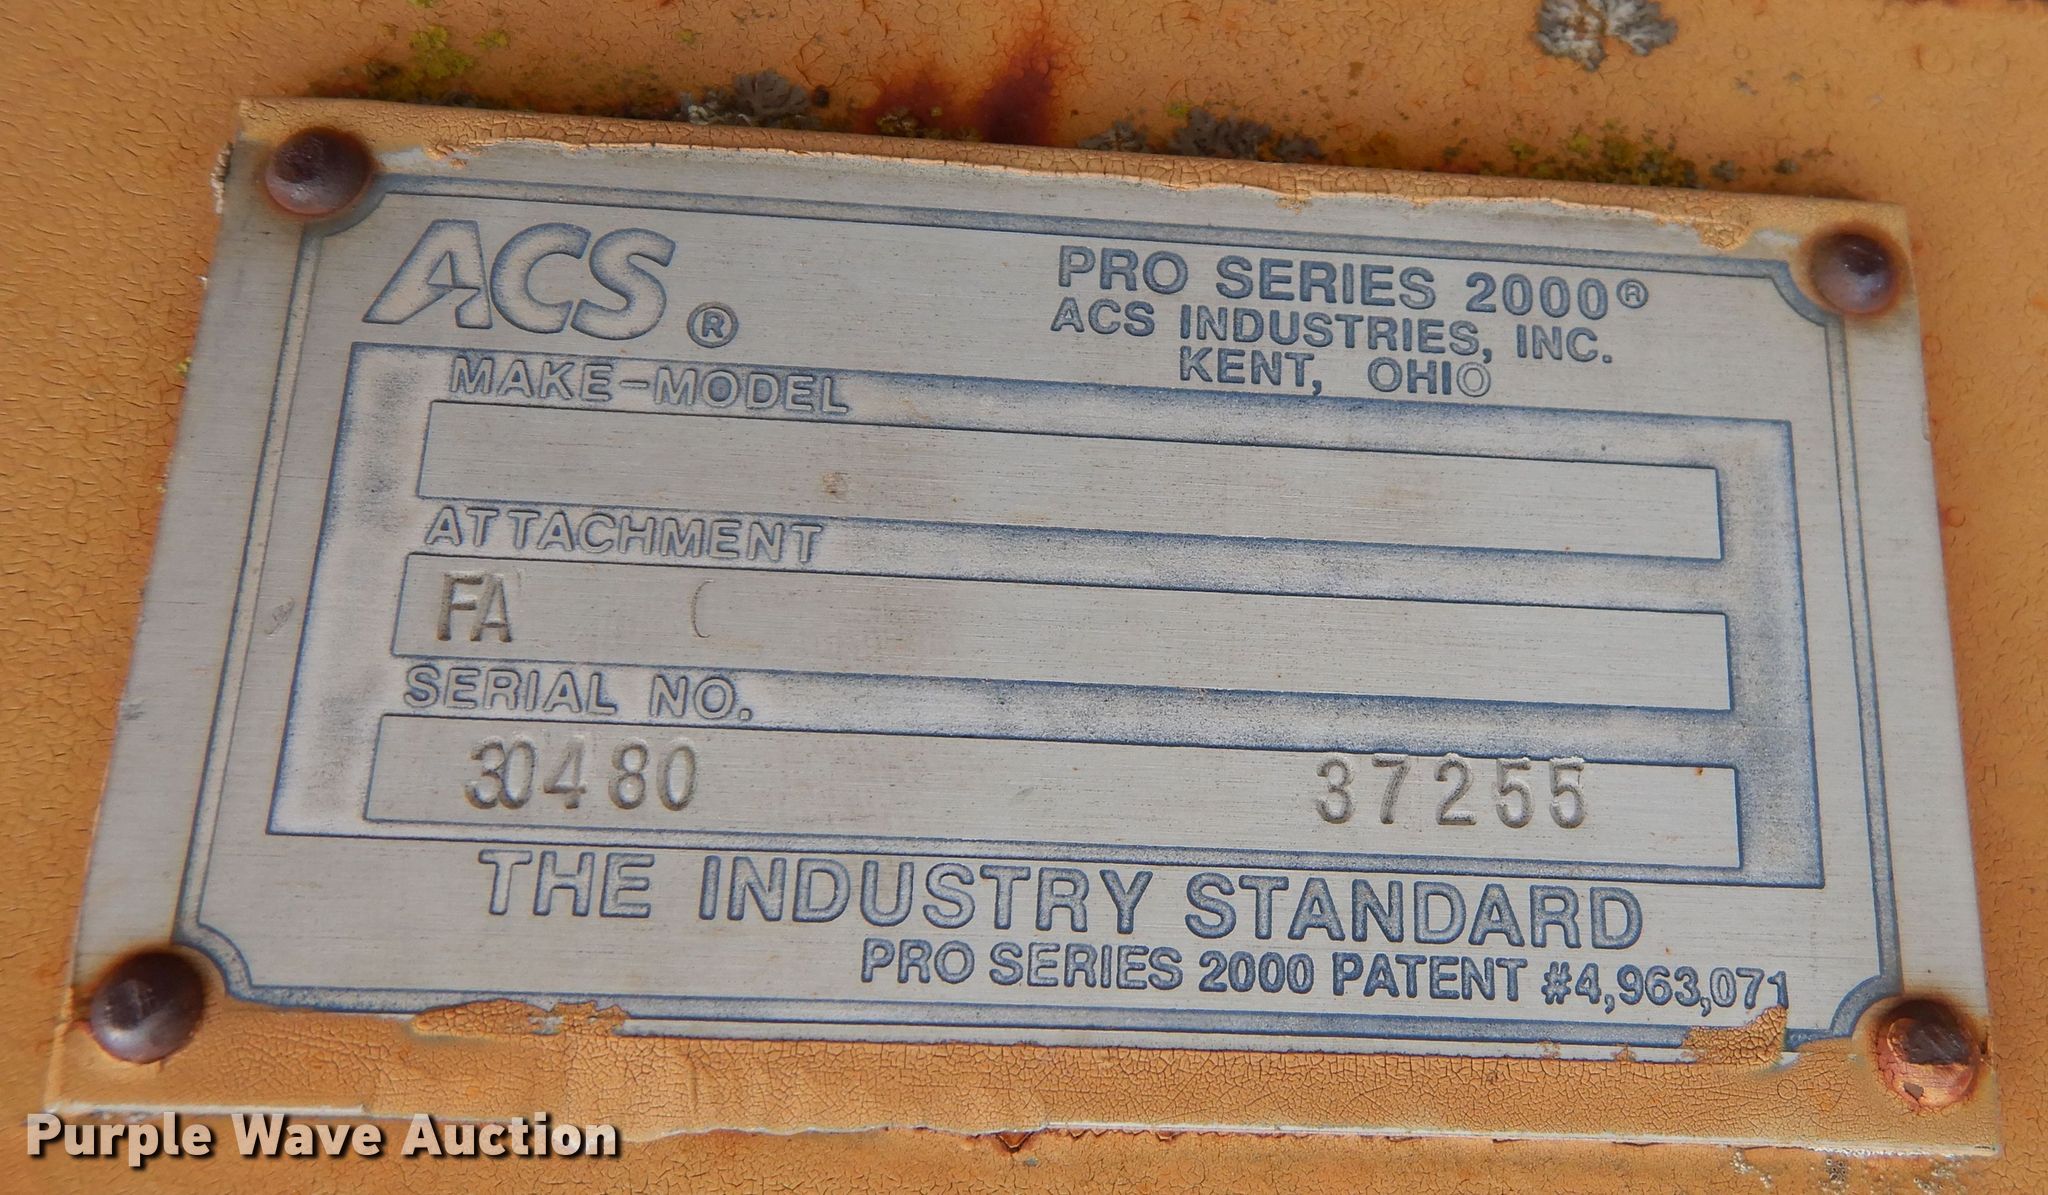 ACS®
PRO SERIES 2000®
ACS INDUSTRIES, INC.
KENT, OHIO
MAKE-MODEL
ATTACHMENT
FA (
SERIAL NO.
30480 37255
THE INDUSTRY STANDARD
PRO SERIES 2000 PATENT #4,963,071
Purple Wave Auction